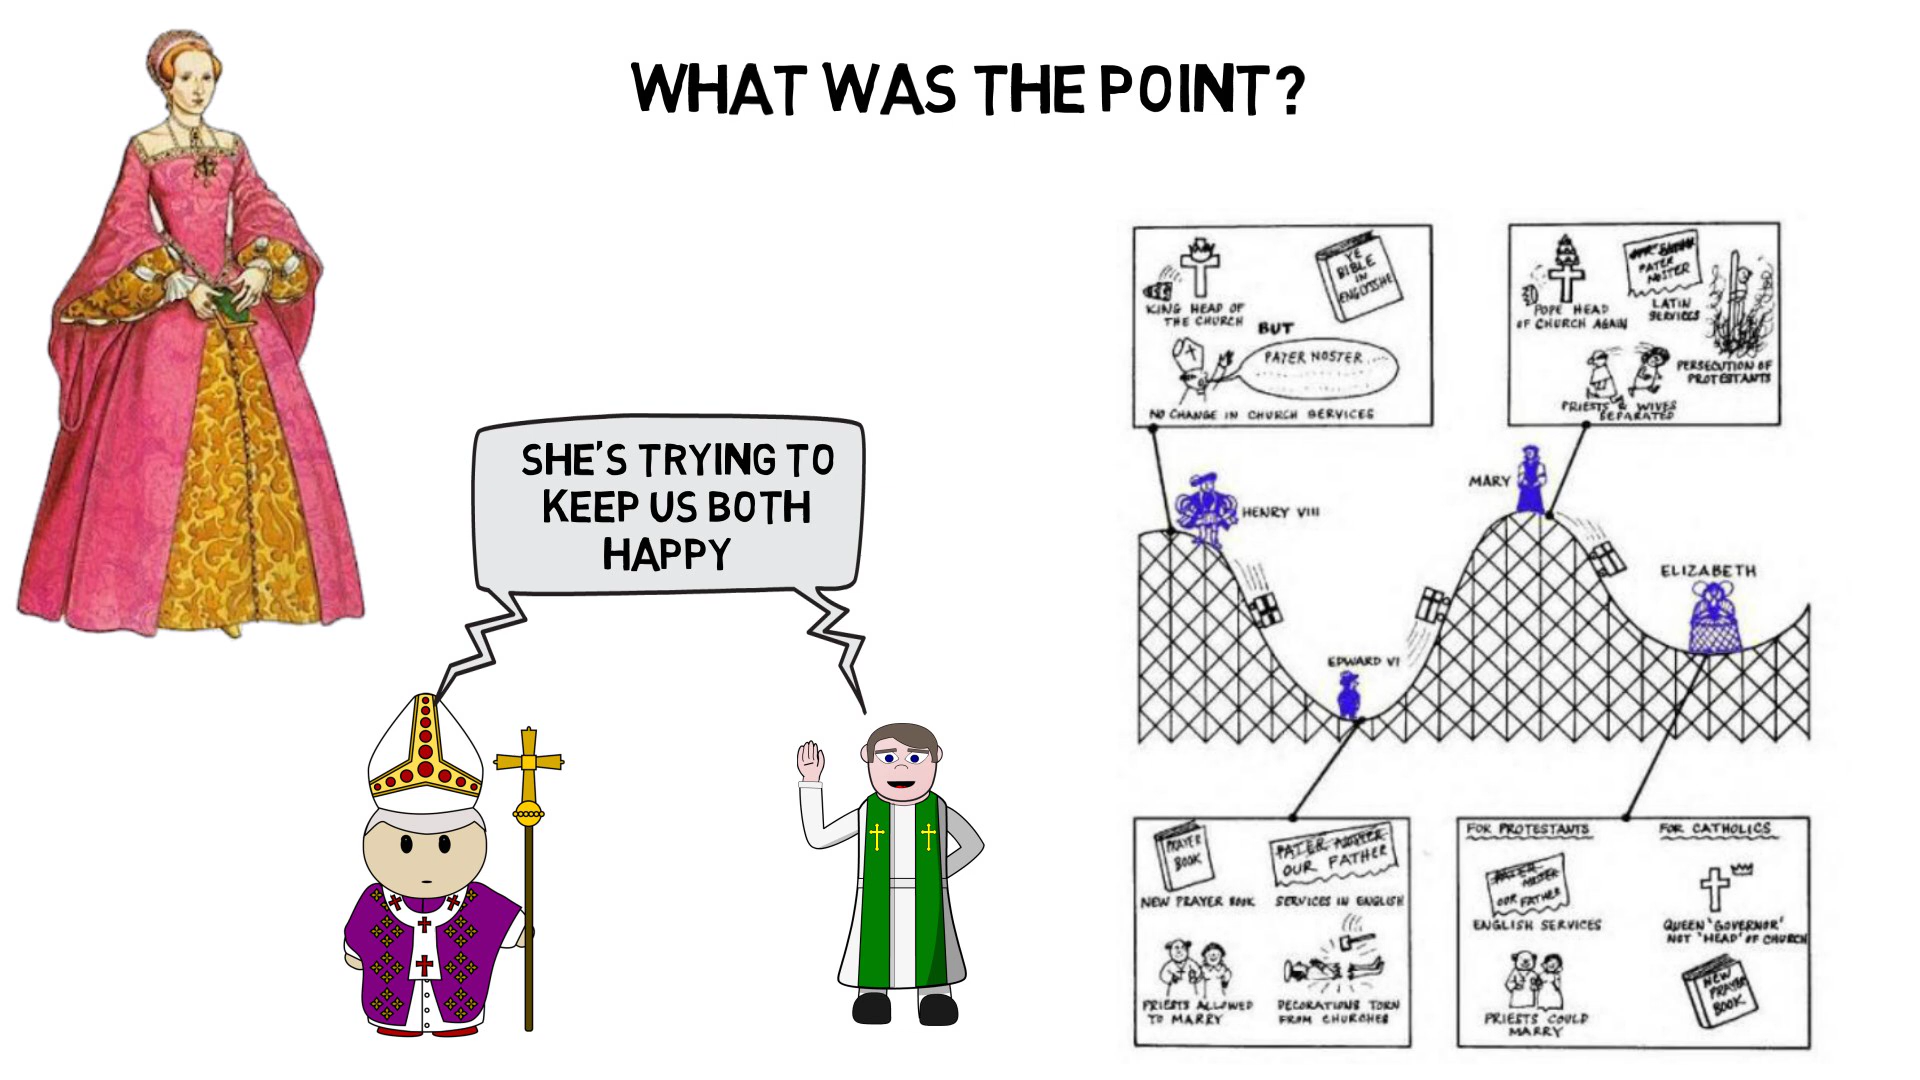 WHAT WAS THE POINT?
SHE'S TRYING TO
KEEP US BOTH
HAPPY
YE
BIBLE
IN
ENGLYSSHE
KING HEAD OF
THE CHURCH
BUT
PATER NOSTER....
NO CHANGE IN CHURCH SERVICES
PATER
NOSTER
POPE HEAD
OF CHURCH AGAIN
LATIN
SERVICES
PERSECUTION OF
PROTESTANTS
PRIESTS & WIVES
SEPARATED
HENRY VIII
MARY
ELIZABETH
EDWARD VI
PRAYER
BOOK
PATER NOSTER
OUR FATHER
NEW PRAYER BOOK
SERVICES IN ENGLISH
PRIESTS ALLOWED
TO MARRY
DECORATIONS TORN
FROM CHURCHES
FOR PROTESTANTS
FOR CATHOLICS
PATER
NOSTER
OUR FATHER
ENGLISH SERVICES
QUEEN 'GOVERNOR'
NOT 'HEAD' OF CHURCH
NEW
PRAYER
BOOK
PRIESTS COULD
MARRY